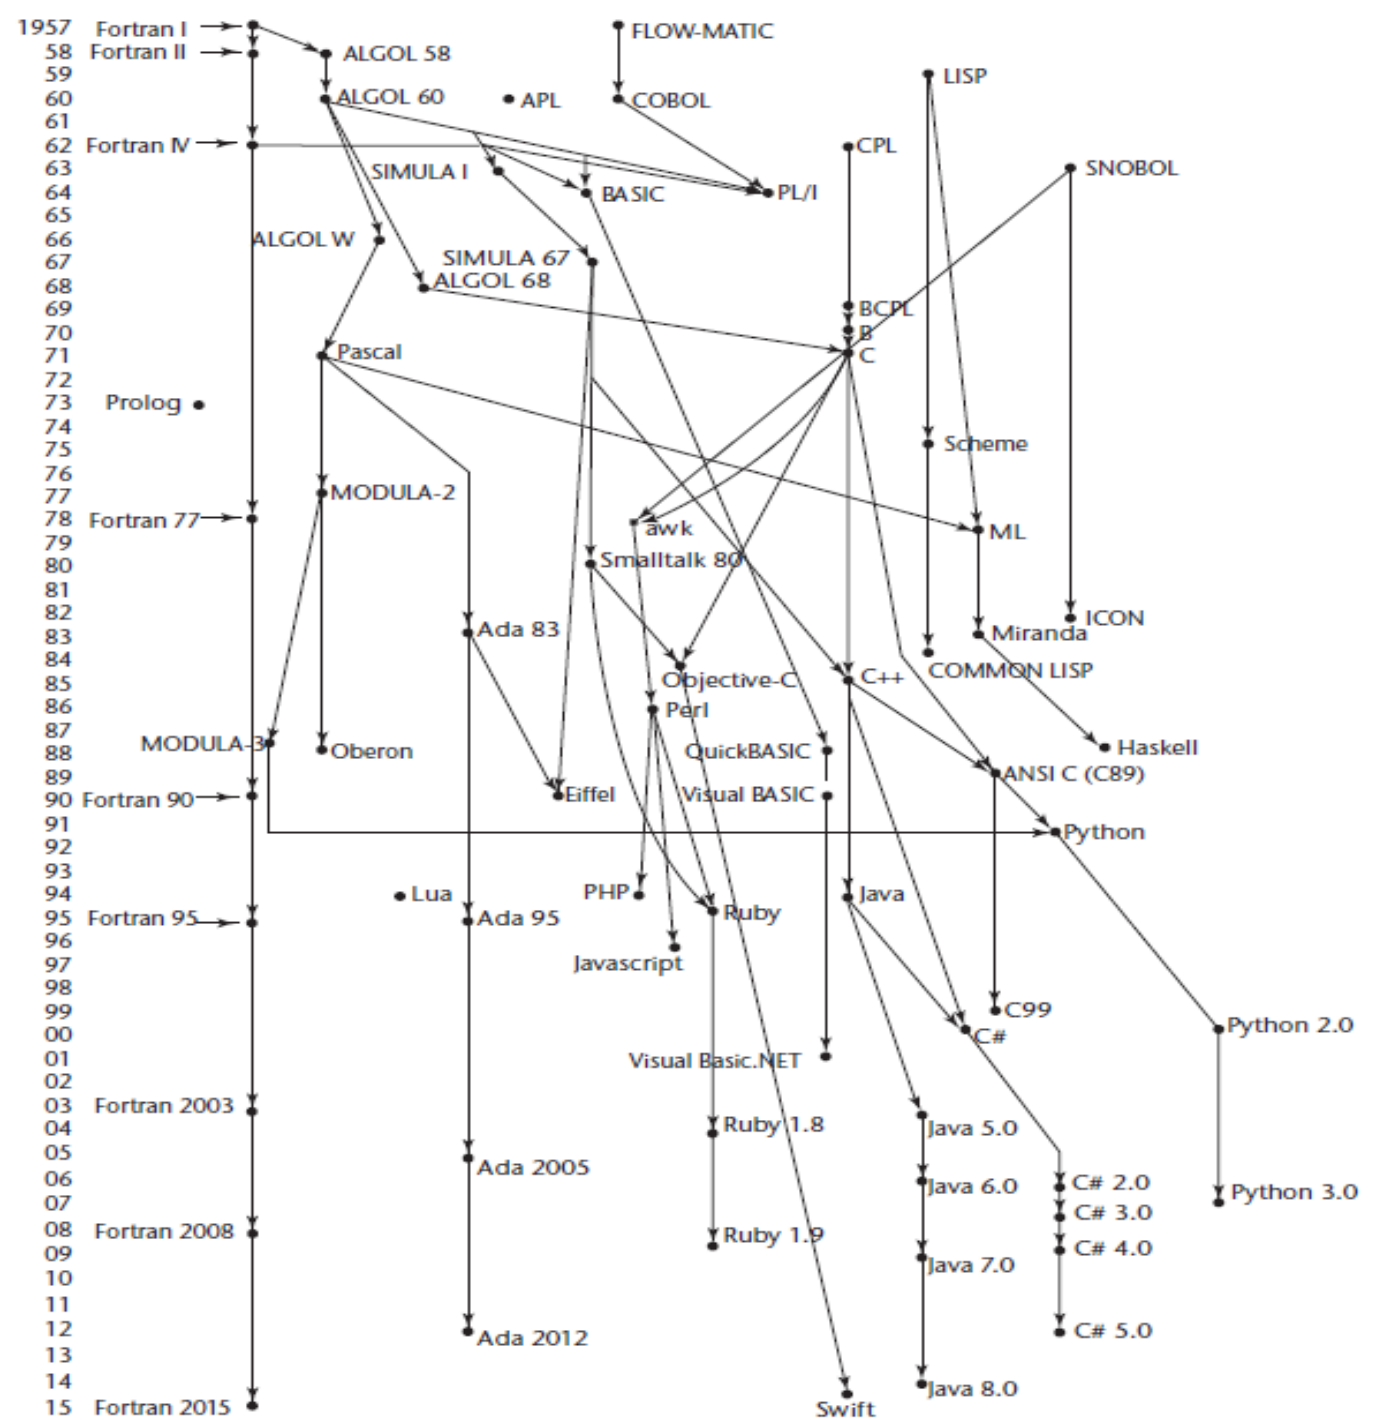 1957 Fortran I FLOW-MATIC
58 Fortran II ALGOL 58
59 LISP
60 ALGOL 60 APL COBOL
61
62 Fortran IV CPL
63 SIMULA I SNOBOL
64 BASIC PL/I
65
66 ALGOL W
67 SIMULA 67
68 ALGOL 68
69 BCPL
70 B
71 Pascal C
72
73 Prolog
74
75 Scheme
76
77 MODULA-2
78 Fortran 77 awk ML
79
80 Smalltalk 80
81
82 ICON
83 Ada 83 Miranda
84 COMMON LISP
85 Objective-C C++
86 Perl
87
88 MODULA-3 Oberon QuickBASIC Haskell
89 ANSI C (C89)
90 Fortran 90 Eiffel Visual BASIC
91 Python
92
93
94 Lua PHP Java
95 Fortran 95 Ada 95 Ruby
96
97 Javascript
98
99 C99
00 C# Python 2.0
01 Visual Basic.NET
02
03 Fortran 2003
04 Ruby 1.8 Java 5.0
05 Ada 2005
06 Java 6.0 C# 2.0 Python 3.0
07 C# 3.0
08 Fortran 2008 Ruby 1.9 C# 4.0
09 Java 7.0
10
11
12 Ada 2012 C# 5.0
13
14 Java 8.0
15 Fortran 2015 Swift